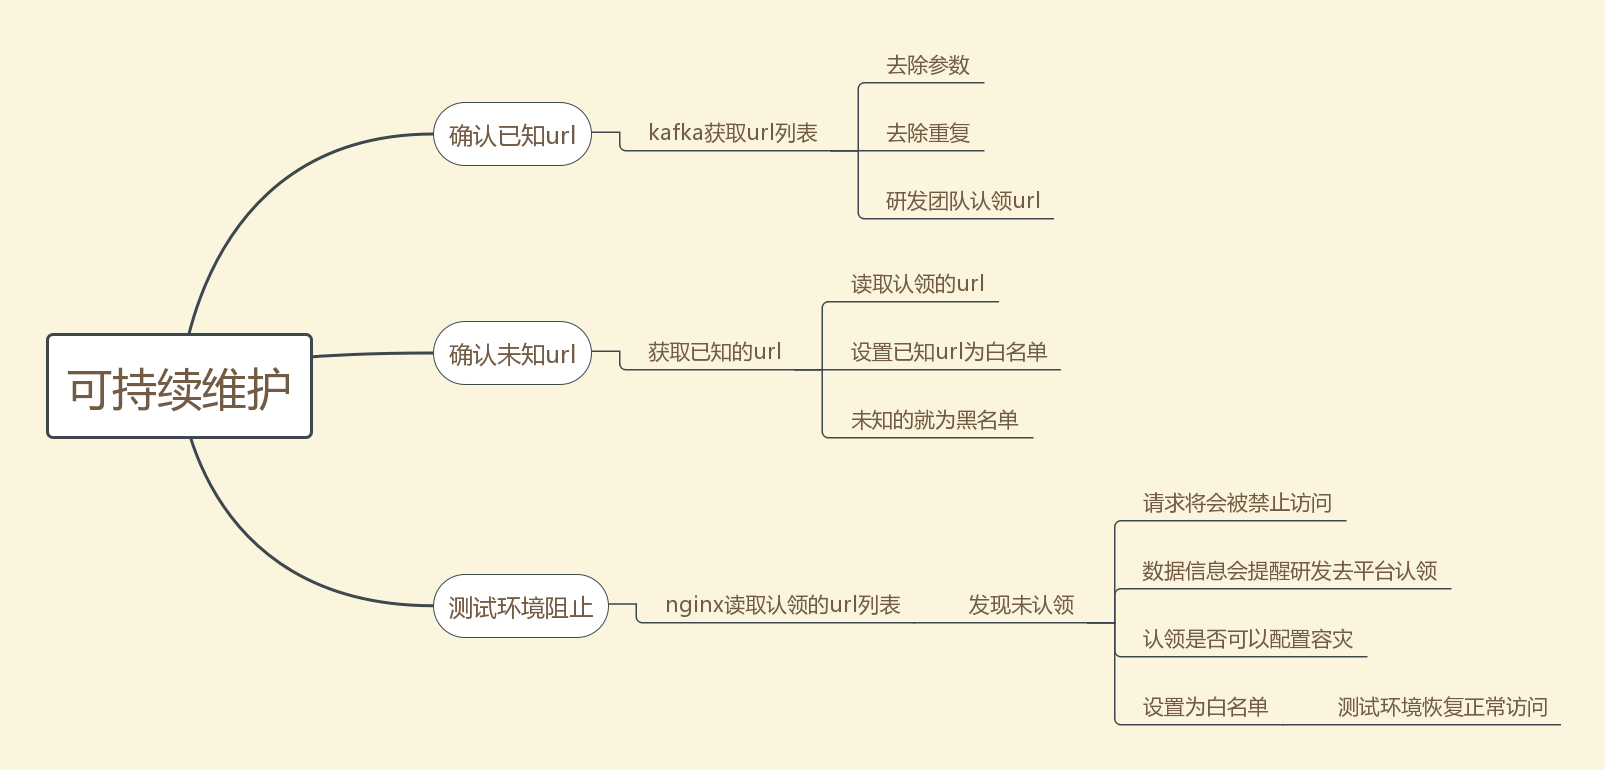 可持续维护
确认已知url
kafka获取url列表
去除参数
去除重复
研发团队认领url
确认未知url
获取已知的url
读取认领的url
设置已知url为白名单
未知的就为黑名单
测试环境阻止
nginx读取认领的url列表
发现未认领
请求将会被禁止访问
数据信息会提醒研发去平台认领
认领是否可以配置容灾
设置为白名单
测试环境恢复正常访问